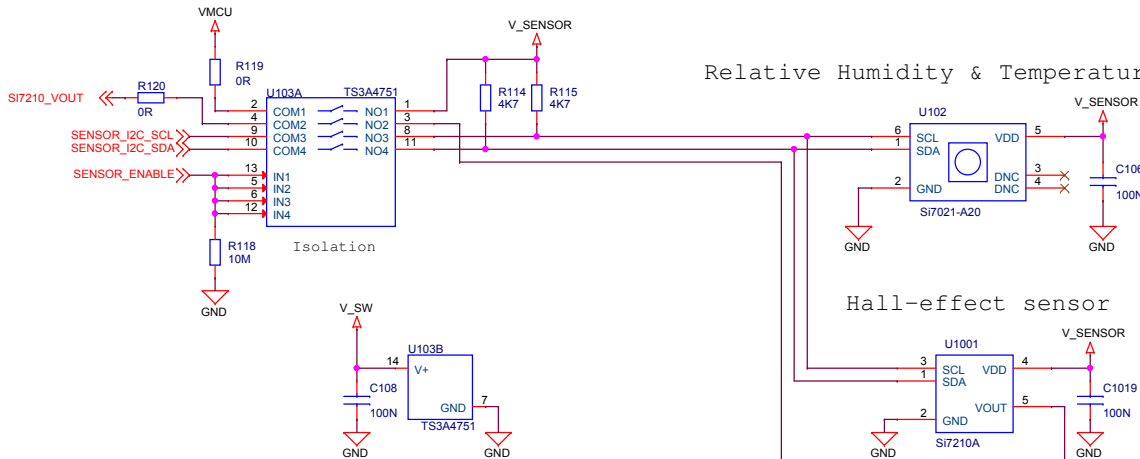 VMCU
V_SENSOR
R119
0R
R120
0R
SI7210_VOUT
U103A
TS3A4751
R114
4K7
R115
4K7
Relative Humidity & Temperatur
2 COM1 NO1 1
4 COM2 NO2 3
9 COM3 NO3 8
10 COM4 NO4 11
SENSOR_I2C_SCL
SENSOR_I2C_SDA
SENSOR_ENABLE
13 IN1
5 IN2
6 IN3
12 IN4
R118
10M
GND
Isolation
U102
V_SENSOR
6 SCL VDD 5
1 SDA
DNC 3
2 GND DNC 4
Si7021-A20
C106
100N
GND
GND
V_SW
U103B
14 V+
C108
100N
GND 7
TS3A4751
GND
GND
Hall-effect sensor
V_SENSOR
U1001
3 SCL VDD 4
1 SDA
VOUT 5
2 GND
Si7210A
C1019
100N
GND
GND